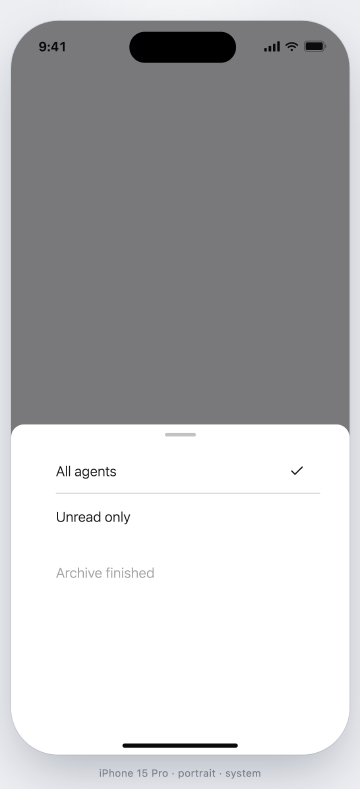 9:41
All agents
Unread only
Archive finished
iPhone 15 Pro · portrait · system